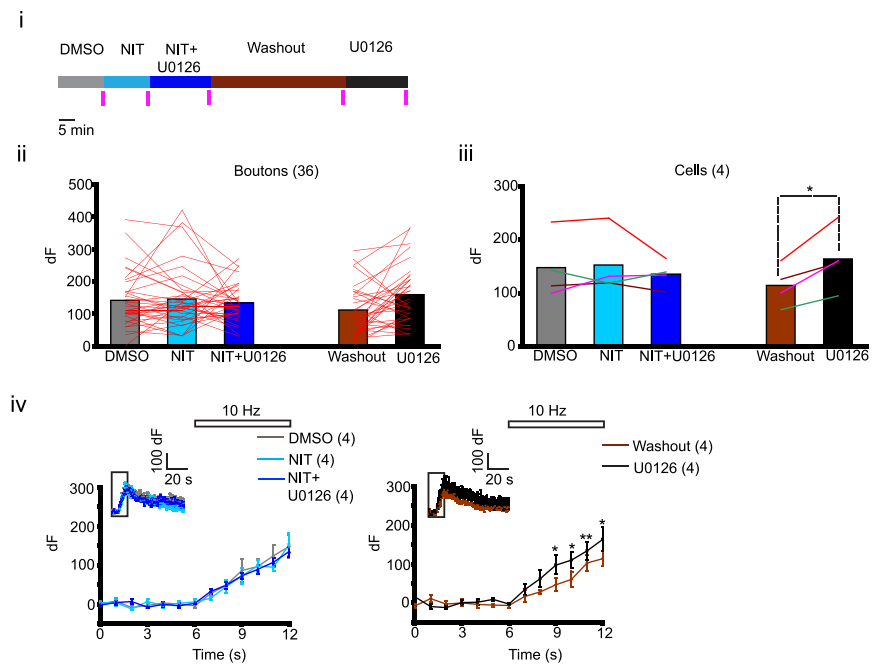 i
DMSO NIT NIT+ U0126 Washout U0126
5 min
ii
Boutons (36)
500
400
300
200
100
0
dF
DMSO NIT NIT+U0126 Washout U0126
iii
Cells (4)
300
200
100
0
dF
*
DMSO NIT NIT+U0126 Washout U0126
iv
10 Hz
DMSO (4)
NIT (4)
NIT+
U0126 (4)
100 dF
20 s
300
200
100
0
dF
0 3 6 9 12
Time (s)
10 Hz
Washout (4)
U0126 (4)
100 dF
20 s
300
200
100
0
dF
* * ** *
0 3 6 9 12
Time (s)